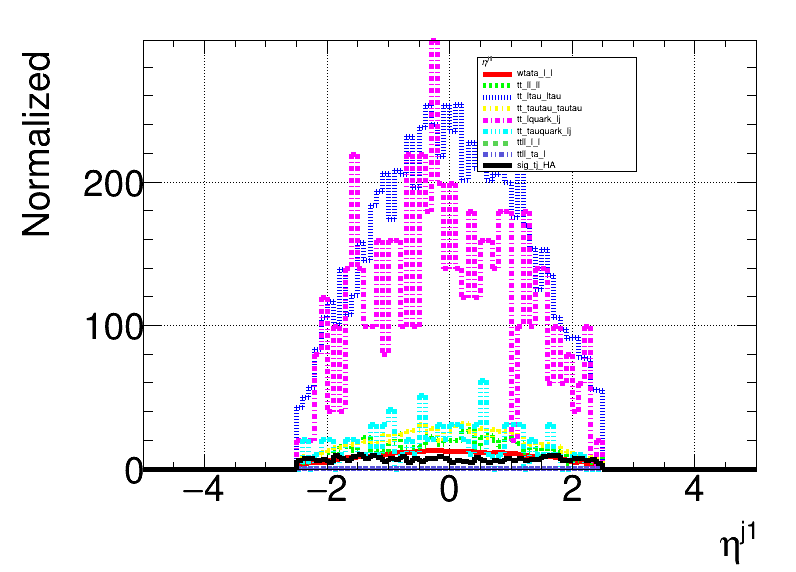 Normalized
η^j1
wtata_l_l
tt_ll_ll
tt_ltau_ltau
tt_tautau_tautau
tt_lquark_lj
tt_tauquark_lj
ttll_l_l
ttll_ta_l
sig_tj_HA
200
100
0
−4 −2 0 2 4
η^j1